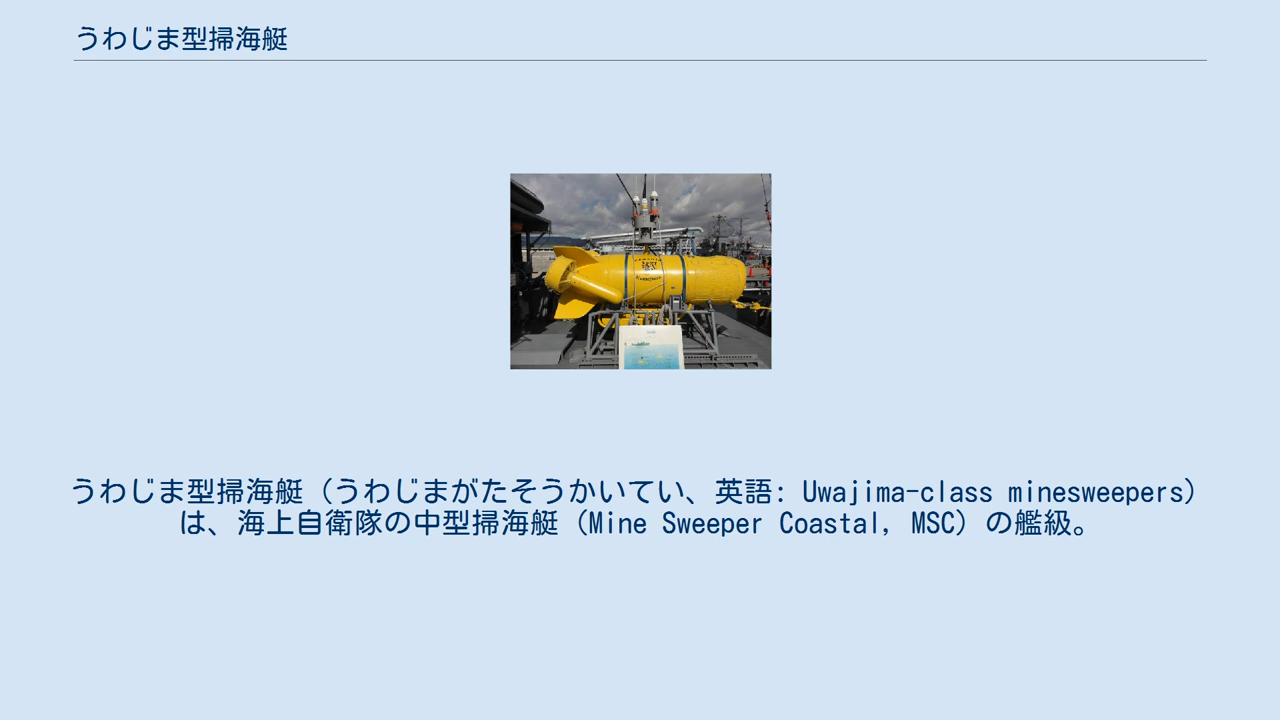 うわじま型掃海艇
うわじま型掃海艇（うわじまがたそうかいてい、英語: Uwajima-class minesweepers）
は、海上自衛隊の中型掃海艇（Mine Sweeper Coastal, MSC）の艦級。